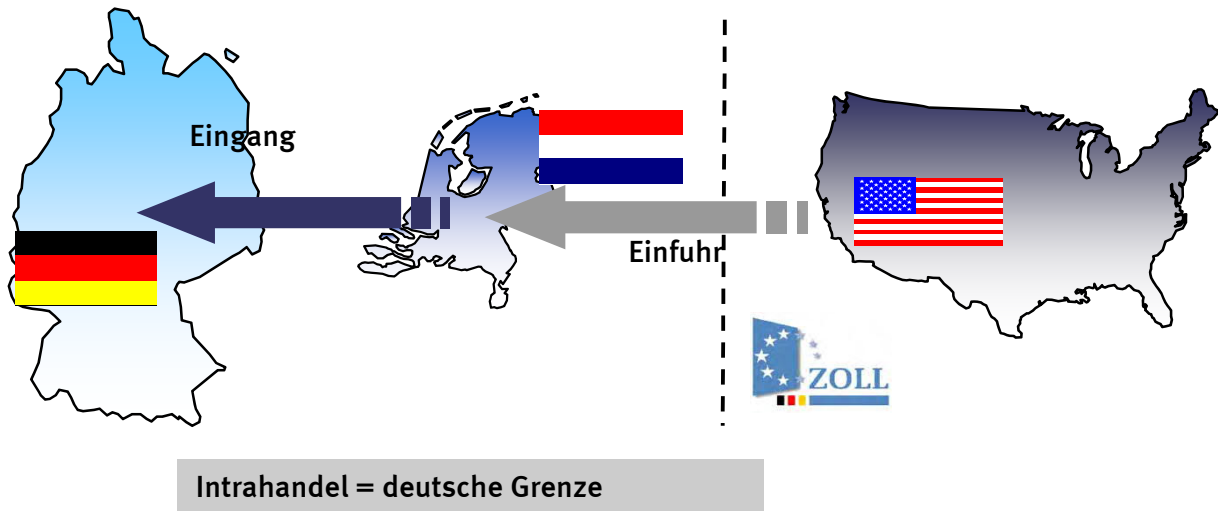 Eingang
Einfuhr
ZOLL
Intrahandel = deutsche Grenze